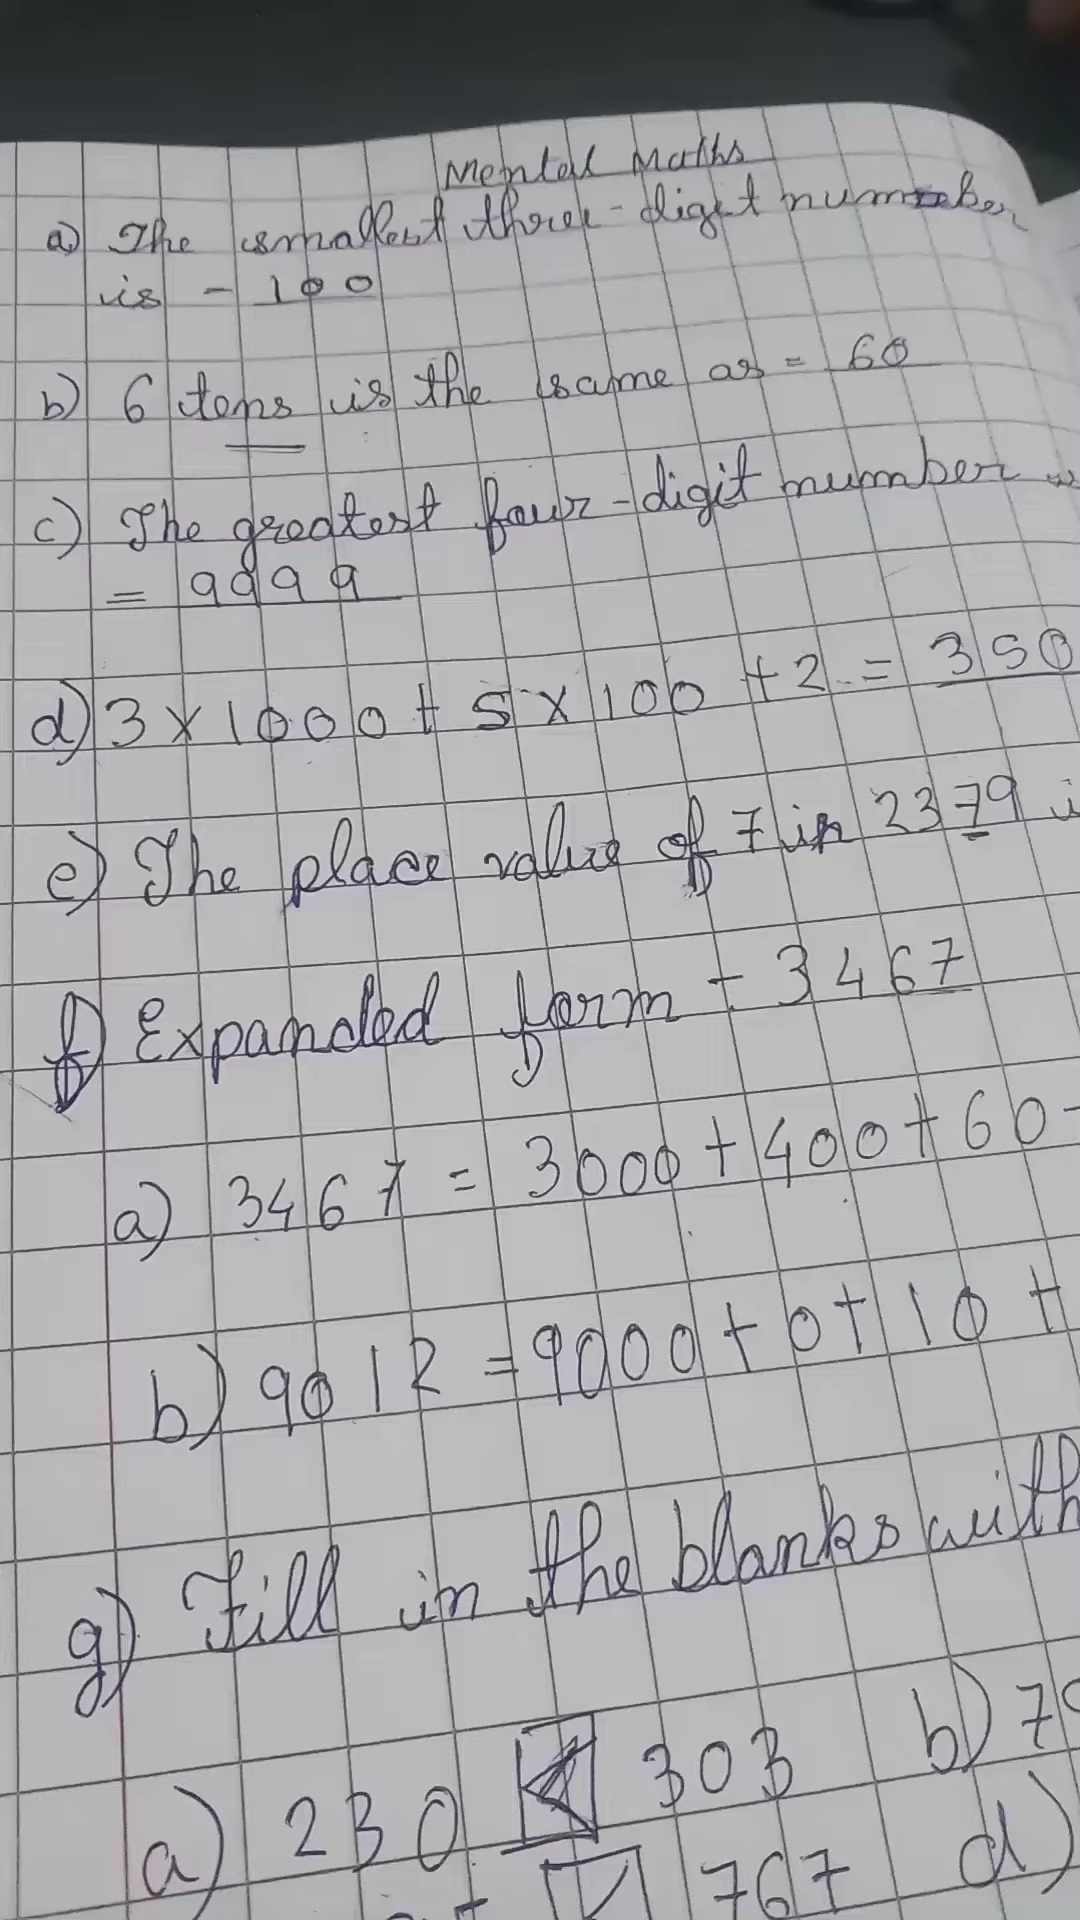 Mental Maths
a) The smallest three-digit number
is - 100
b) 6 tens is the same as = 60
c) The greatest four-digit number is
= 9999
d) 3 x 1000 + 5 x 100 + 2 = 350
e) The place value of 7 in 2379 i
f) Expanded form - 3467
a) 3467 = 3000 + 400 + 60
b) 9012 = 9000 + 0 + 10 +
g) Fill in the blanks with
a) 230 < 303 b) 79
767 d)